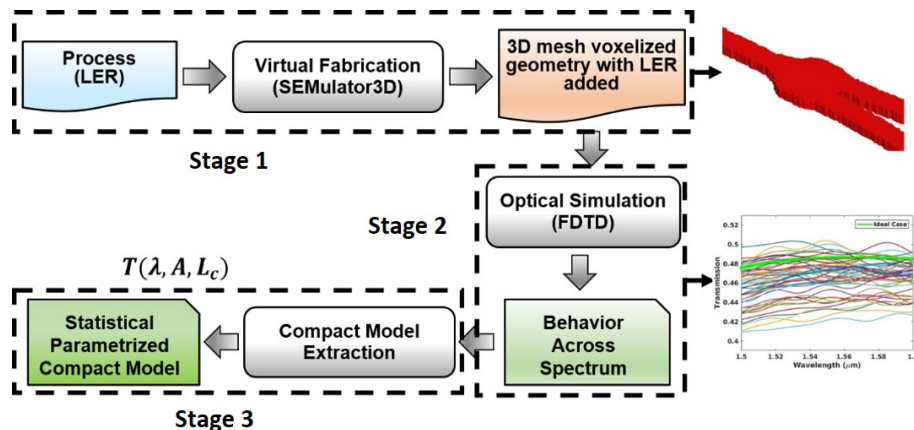 Process
(LER)
Virtual Fabrication
(SEMulator3D)
3D mesh voxelized
geometry with LER
added
Stage 1
Stage 2
Optical Simulation
(FDTD)
Behavior
Across
Spectrum
T(λ, A, L_c)
Statistical
Parametrized
Compact Model
Compact Model
Extraction
Stage 3
Ideal Case
Transmission
0.52
0.5
0.48
0.46
0.44
0.42
0.4
1.5
1.52
1.54
1.56
1.58
Wavelength (μm)